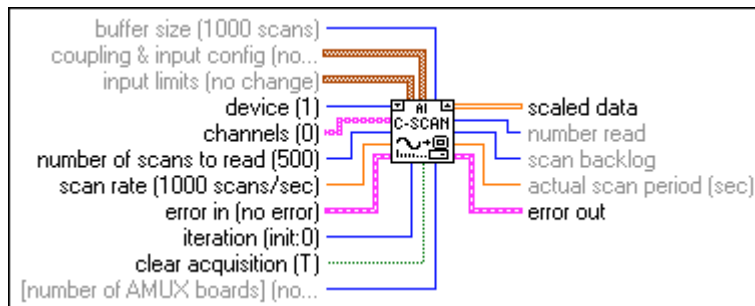 buffer size (1000 scans)
coupling & input config (no...
input limits (no change)
device (1)
channels (0)
number of scans to read (500)
scan rate (1000 scans/sec)
error in (no error)
iteration (init:0)
clear acquisition (T)
[number of AMUX boards] (no...
AI
C-SCAN
scaled data
number read
scan backlog
actual scan period (sec)
error out